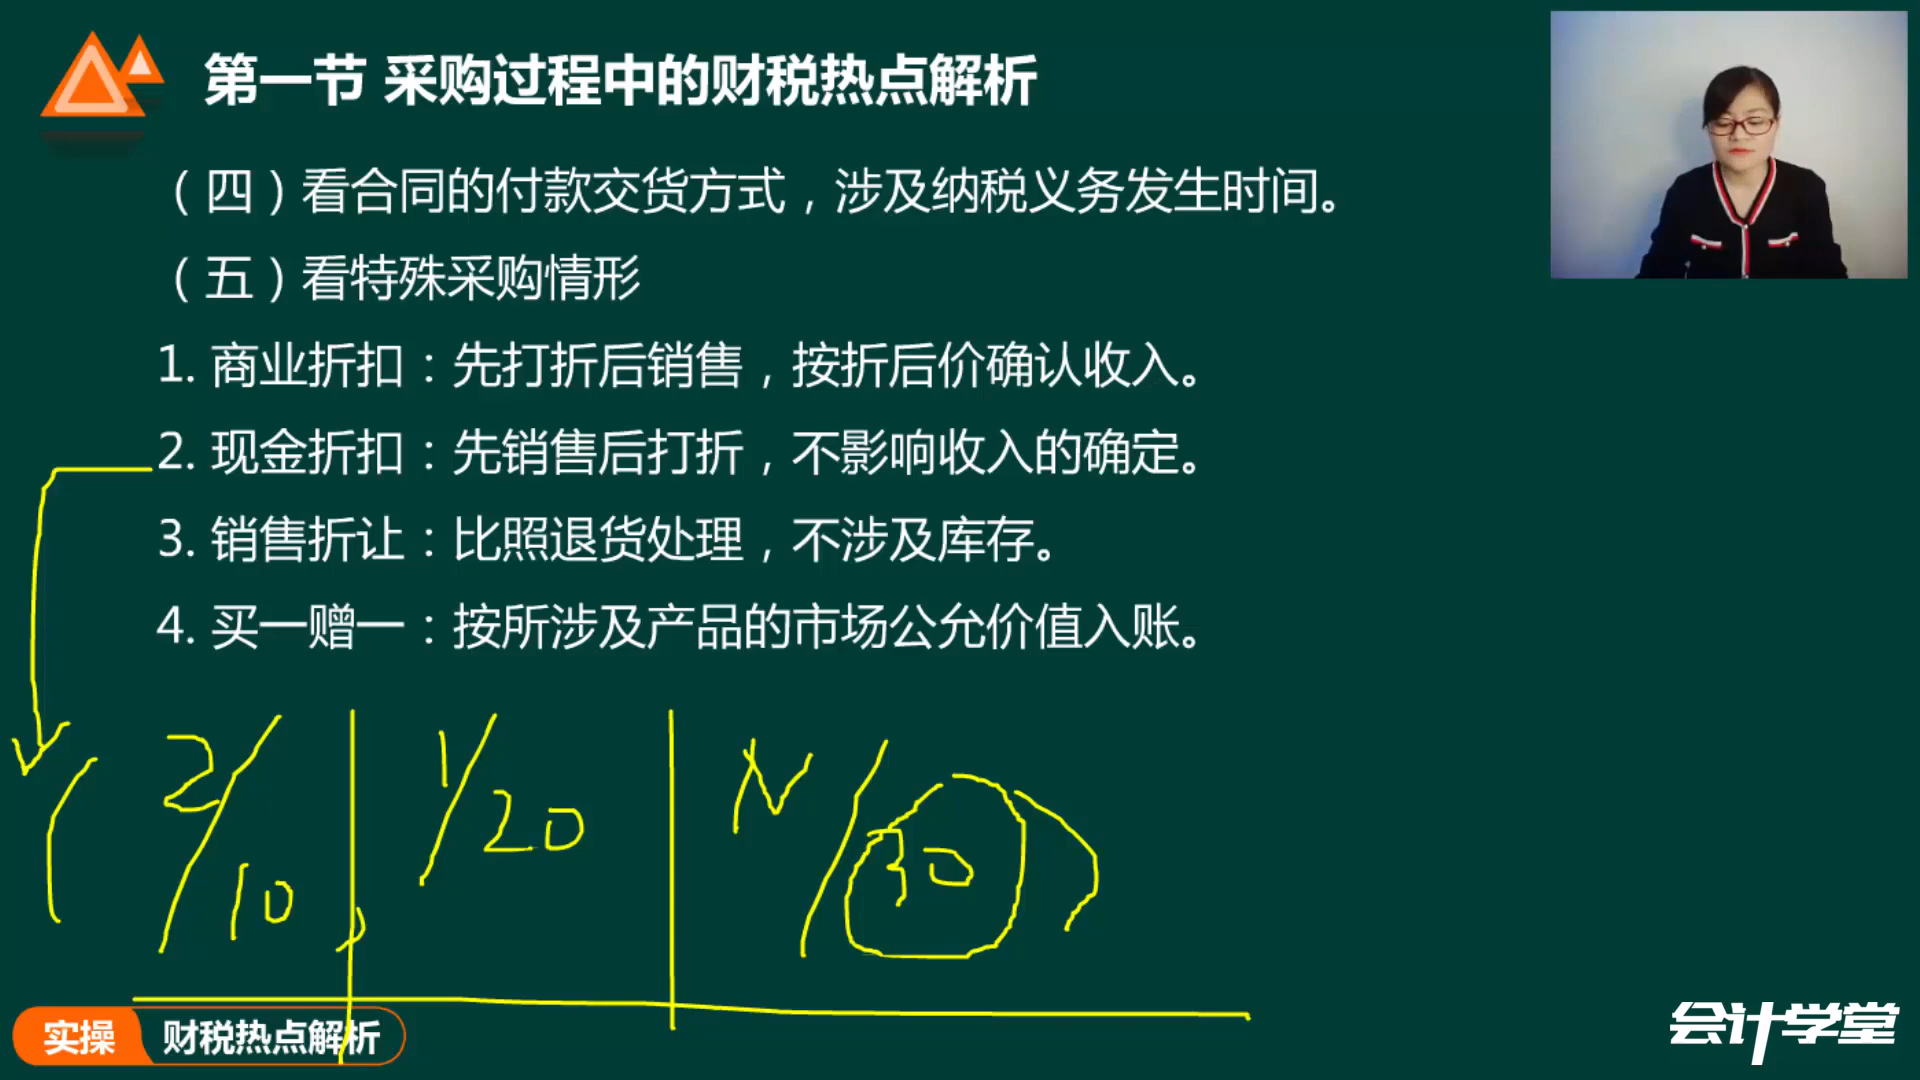 第一节 采购过程中的财税热点解析
（四）看合同的付款交货方式，涉及纳税义务发生时间。
（五）看特殊采购情形
1. 商业折扣：先打折后销售，按折后价确认收入。
2. 现金折扣：先销售后打折，不影响收入的确定。
3. 销售折让：比照退货处理，不涉及库存。
4. 买一赠一：按所涉及产品的市场公允价值入账。
( 2/10, 1/20 N/30 )
实操 财税热点解析
会计学堂